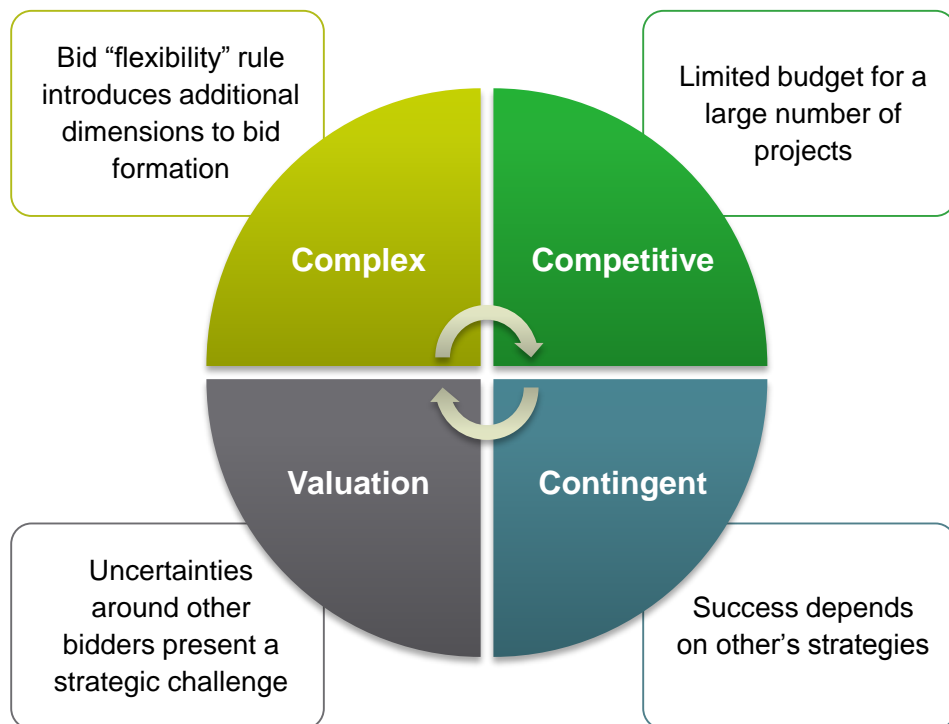 Bid “flexibility” rule
introduces additional
dimensions to bid
formation
Limited budget for a
large number of
projects
Complex
Competitive
Valuation
Contingent
Uncertainties
around other
bidders present a
strategic challenge
Success depends
on other’s strategies